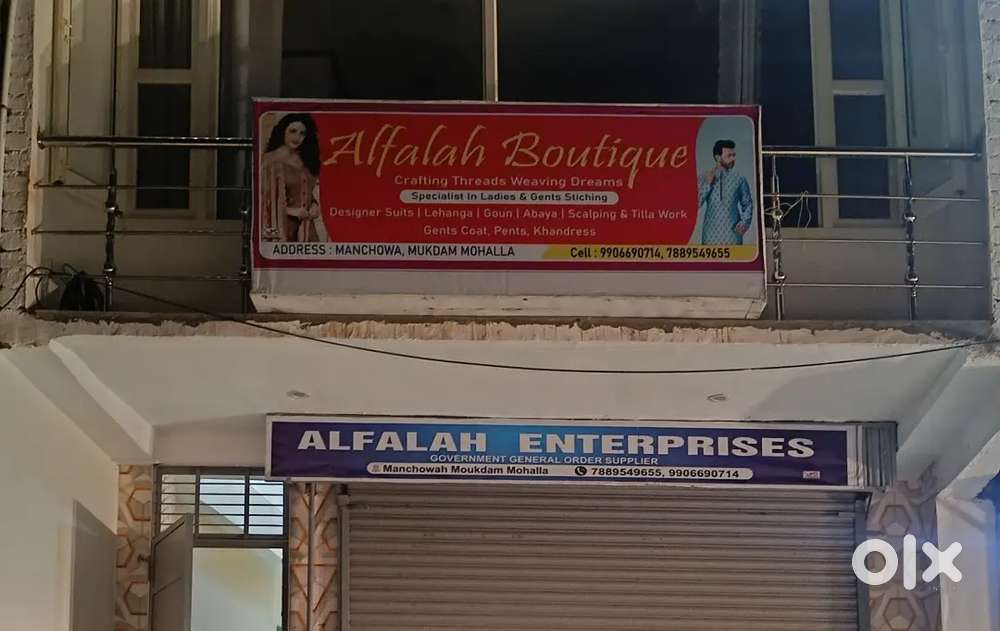 Alfalah Boutique
Crafting Threads Weaving Dreams
Specialist In Ladies & Gents Stiching
Designer Suits | Lehanga | Goun | Abaya | Scalping & Tilla Work
Gents Coat, Pents, Khandress
ADDRESS : MANCHOWA, MUKDAM MOHALLA Cell : 9906690714, 7889549655
ALFALAH ENTERPRISES
GOVERNMENT GENERAL ORDER SUPPLIER
Manchowah Moukdam Mohalla 7889549655, 9906690714
olx